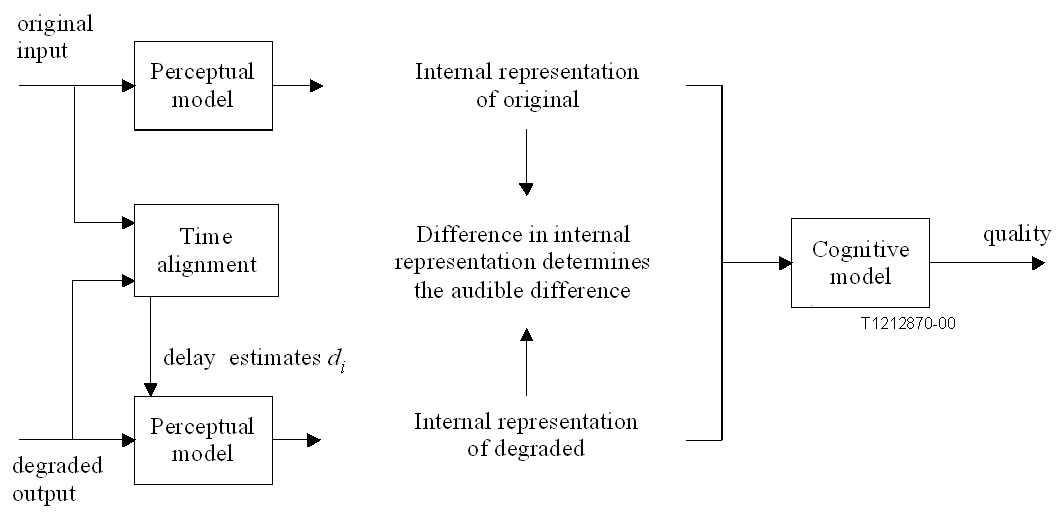 original
input
Perceptual
model
Internal representation
of original
Time
alignment
Difference in internal
representation determines
the audible difference
Cognitive
model
quality
T1212870-00
delay estimates di
Perceptual
model
Internal representation
of degraded
degraded
output